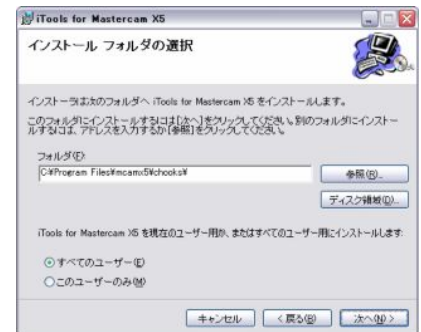 iTools for Mastercam X5
インストール フォルダの選択
インストーラは次のフォルダへ iTools for Mastercam X5 をインストールします。
このフォルダにインストールするには[次へ]をクリックしてください。別のフォルダにインストー
ルするには、アドレスを入力するか[参照]をクリックしてください。
フォルダ(F):
C:¥Program Files¥mcamx5¥chooks¥
参照(R)...
ディスク領域(D)...
iTools for Mastercam X5 を現在のユーザー用か、またはすべてのユーザー用にインストールします:
すべてのユーザー(E)
このユーザーのみ(M)
キャンセル
< 戻る(B)
次へ(N) >